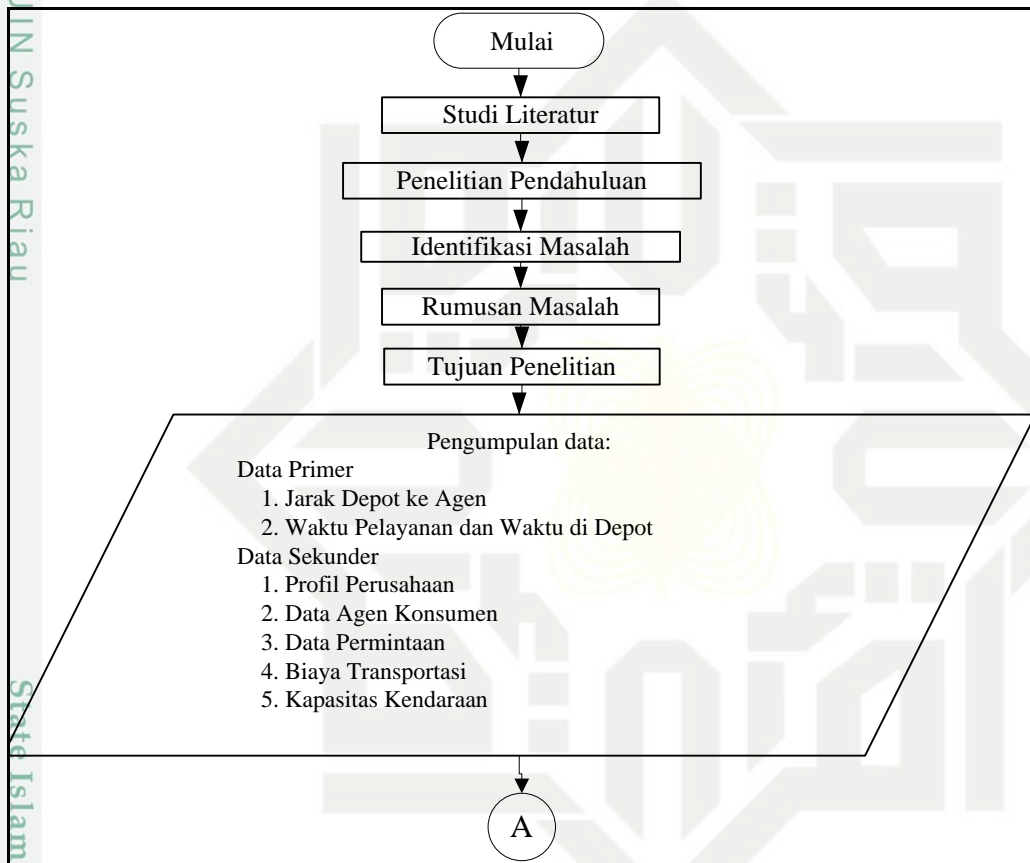 Mulai
Studi Literatur
Penelitian Pendahuluan
Identifikasi Masalah
Rumusan Masalah
Tujuan Penelitian
Pengumpulan data:
Data Primer
1. Jarak Depot ke Agen
2. Waktu Pelayanan dan Waktu di Depot
Data Sekunder
1. Profil Perusahaan
2. Data Agen Konsumen
3. Data Permintaan
4. Biaya Transportasi
5. Kapasitas Kendaraan
A
UIN Suska Riau
State Islam